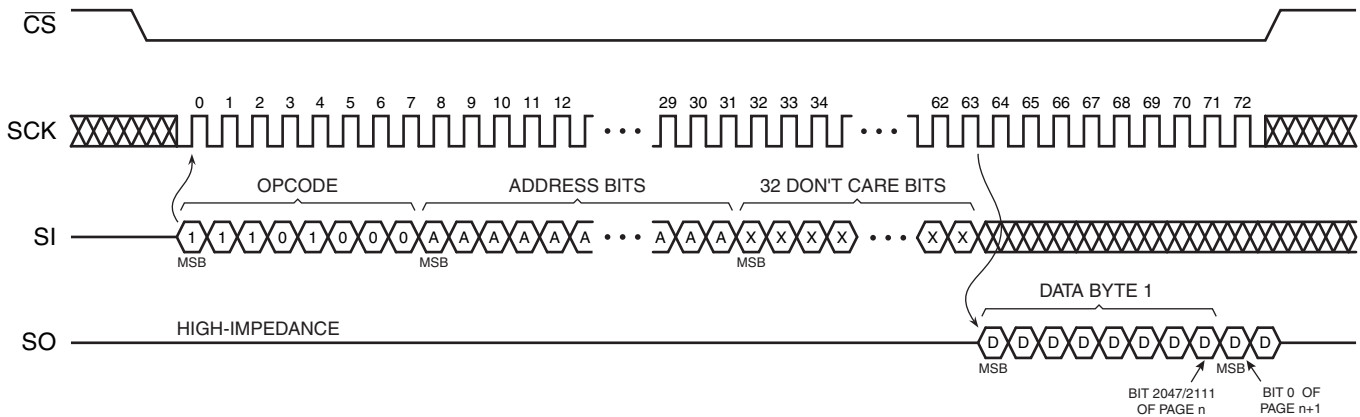 CS
0 1 2 3 4 5 6 7 8 9 10 11 12 29 30 31 32 33 34 62 63 64 65 66 67 68 69 70 71 72
SCK
OPCODE ADDRESS BITS 32 DON'T CARE BITS
SI 1 1 1 0 1 0 0 0 A A A A A A A A A X X X X X X
MSB MSB MSB
DATA BYTE 1
HIGH-IMPEDANCE
SO D D D D D D D D D D
MSB MSB
BIT 2047/2111
OF PAGE n
BIT 0 OF
PAGE n+1